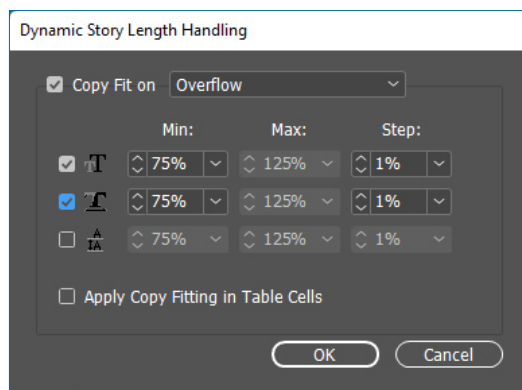 Dynamic Story Length Handling
Copy Fit on Overflow
Min: Max: Step:
75% 125% 1%
75% 125% 1%
75% 125% 1%
Apply Copy Fitting in Table Cells
OK Cancel